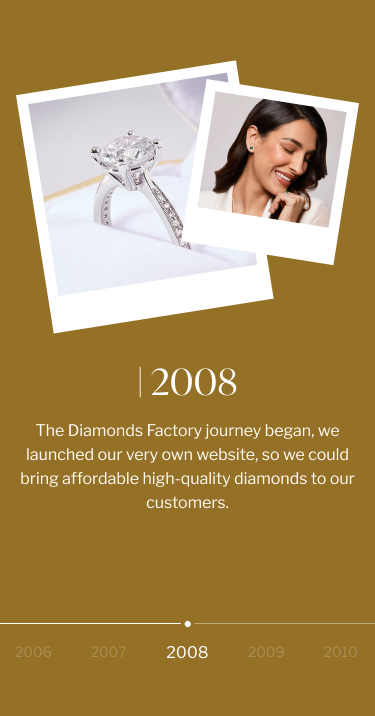 2008
The Diamonds Factory journey began, we
launched our very own website, so we could
bring affordable high-quality diamonds to our
customers.
2006 2007 2008 2009 2010